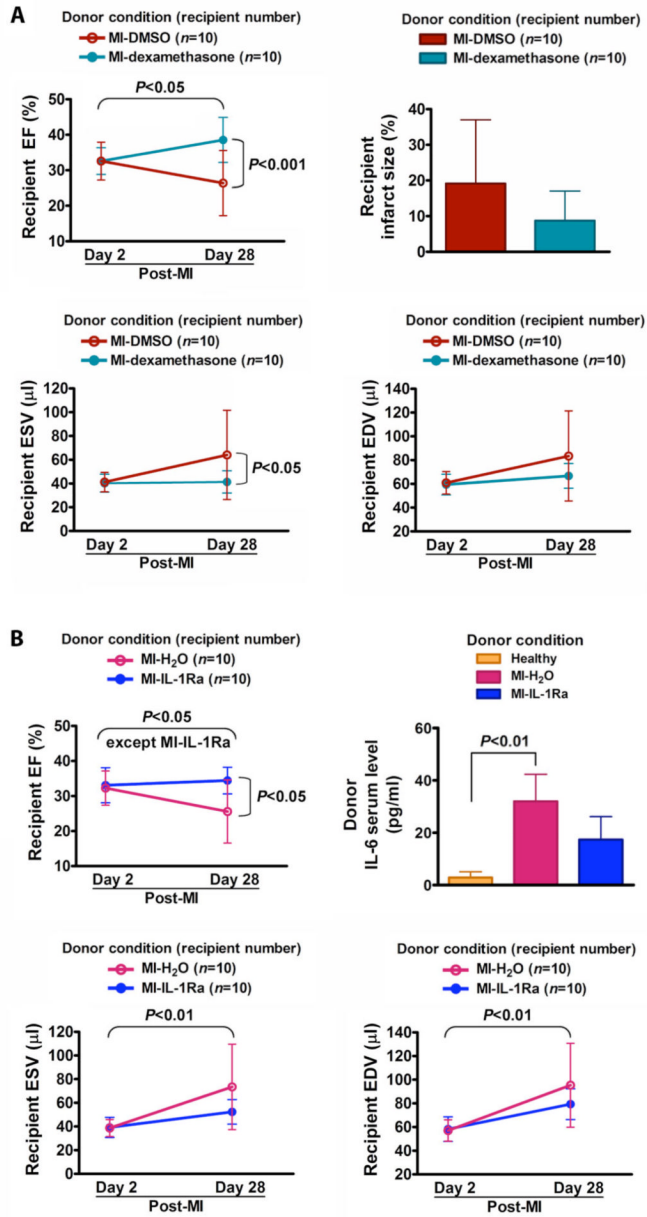 A
Donor condition (recipient number)
MI-DMSO (n=10)
MI-dexamethasone (n=10)
P<0.05
50
40
30
20
10
Recipient EF (%)
P<0.001
Day 2
Day 28
Post-MI
Donor condition (recipient number)
MI-DMSO (n=10)
MI-dexamethasone (n=10)
40
30
20
10
0
Recipient
infarct size (%)
Donor condition (recipient number)
MI-DMSO (n=10)
MI-dexamethasone (n=10)
120
100
80
60
40
20
0
Recipient ESV (µl)
P<0.05
Day 2
Day 28
Post-MI
Donor condition (recipient number)
MI-DMSO (n=10)
MI-dexamethasone (n=10)
140
120
100
80
60
40
20
Recipient EDV (µl)
Day 2
Day 28
Post-MI
B
Donor condition (recipient number)
MI-H₂O (n=10)
MI-IL-1Ra (n=10)
P<0.05
except MI-IL-1Ra
50
40
30
20
10
Recipient EF (%)
P<0.05
Day 2
Day 28
Post-MI
Donor condition
Healthy
MI-H₂O
MI-IL-1Ra
P<0.01
60
40
20
0
Donor
IL-6 serum level
(pg/ml)
Donor condition (recipient number)
MI-H₂O (n=10)
MI-IL-1Ra (n=10)
P<0.01
120
100
80
60
40
20
0
Recipient ESV (µl)
Day 2
Day 28
Post-MI
Donor condition (recipient number)
MI-H₂O (n=10)
MI-IL-1Ra (n=10)
P<0.01
140
120
100
80
60
40
20
Recipient EDV (µl)
Day 2
Day 28
Post-MI